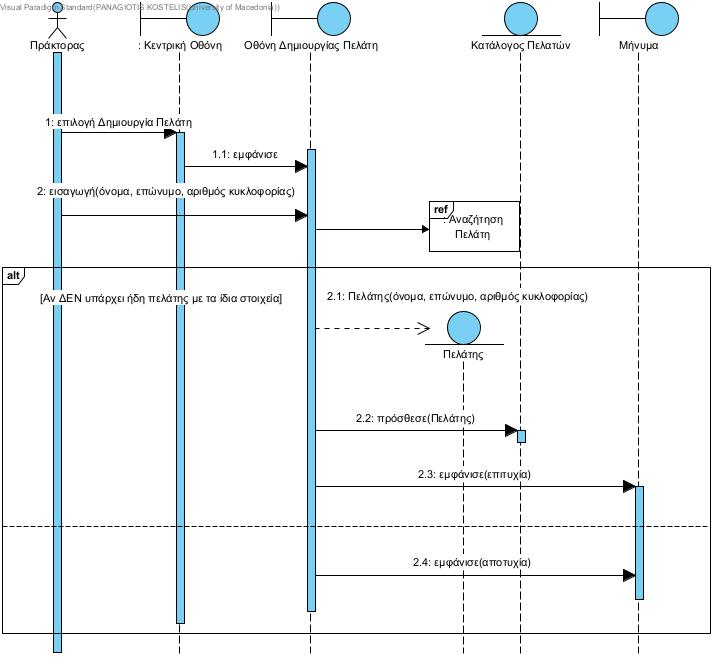 Visual Paradigm Standard(PANAGIOTIS KOSTELIS(University of Macedonia))
Πράκτορας
: Κεντρική Οθόνη
Οθόνη Δημιουργίας Πελάτη
Κατάλογος Πελατών
Μήνυμα
1: επιλογή Δημιουργία Πελάτη
1.1: εμφάνισε
2: εισαγωγή(όνομα, επώνυμο, αριθμός κυκλοφορίας)
ref
: Αναζήτηση
Πελάτη
alt
[Αν ΔΕΝ υπάρχει ήδη πελάτης με τα ίδια στοιχεία]
2.1: Πελάτης(όνομα, επώνυμο, αριθμός κυκλοφορίας)
Πελάτης
2.2: πρόσθεσε(Πελάτης)
2.3: εμφάνισε(επιτυχία)
2.4: εμφάνισε(αποτυχία)